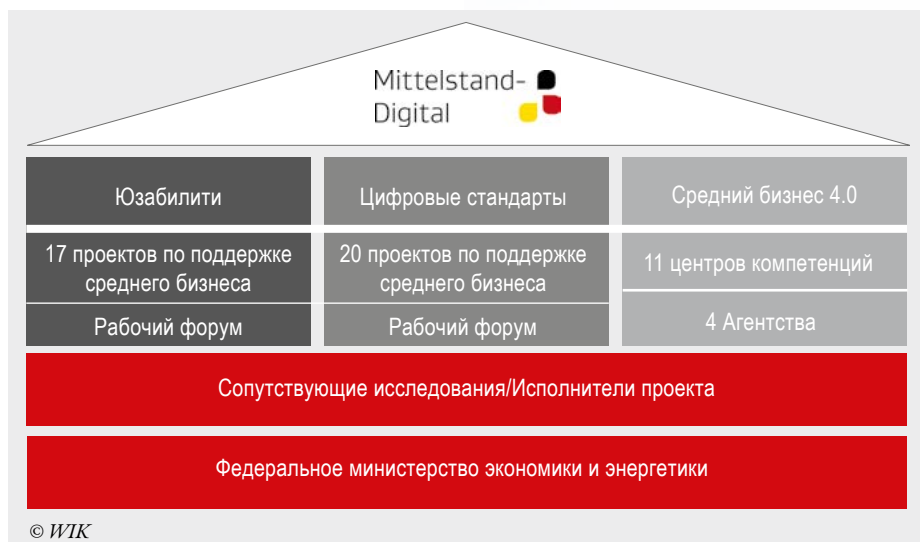 Mittelstand-
Digital
Юзабилити
Цифровые стандарты
Средний бизнес 4.0
17 проектов по поддержке
среднего бизнеса
20 проектов по поддержке
среднего бизнеса
11 центров компетенций
Рабочий форум
Рабочий форум
4 Агентства
Сопутствующие исследования/Исполнители проекта
Федеральное министерство экономики и энергетики
© WIK